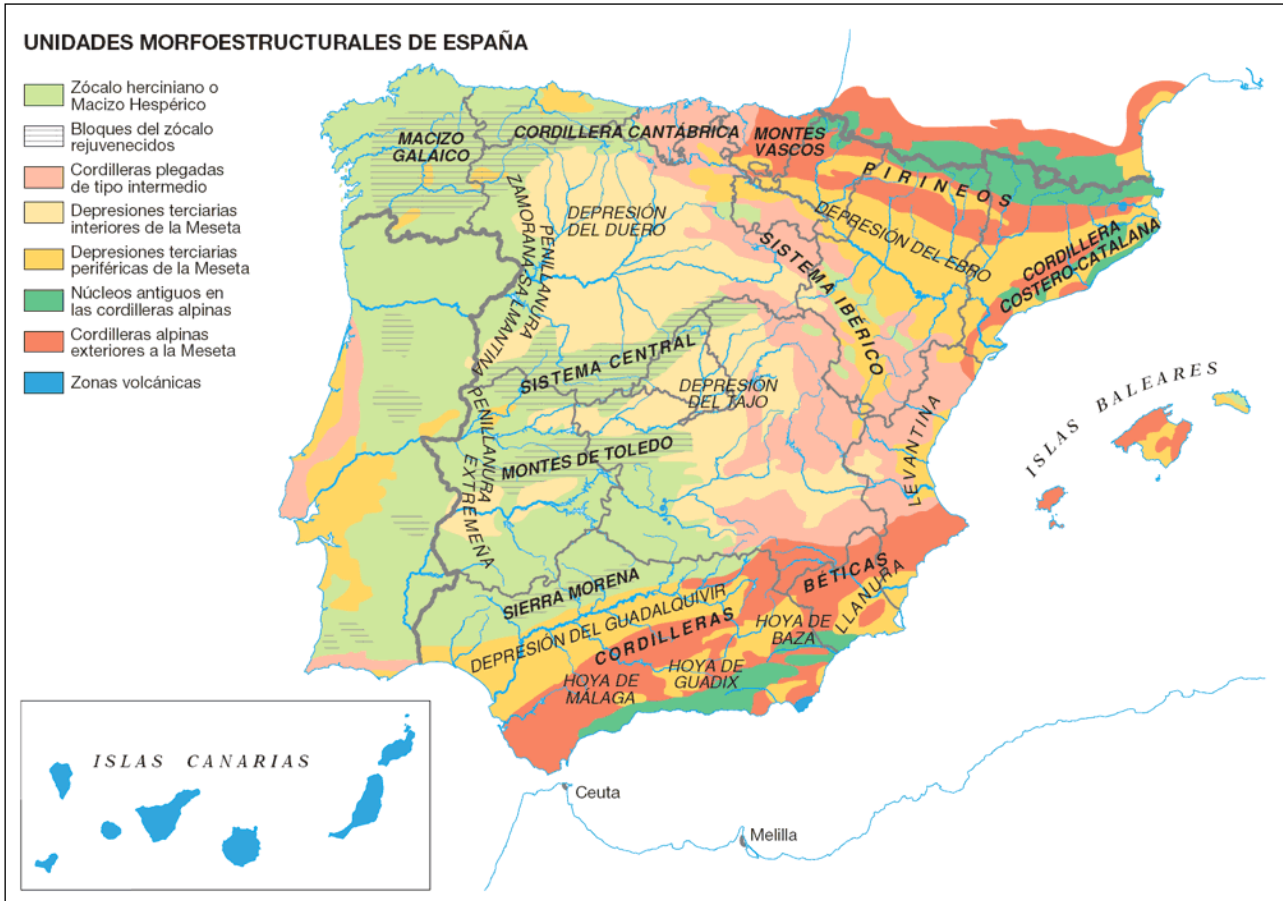 UNIDADES MORFOESTRUCTURALES DE ESPAÑA
Zócalo herciniano o
Macizo Hespérico
Bloques del zócalo
rejuvenecidos
Cordilleras plegadas
de tipo intermedio
Depresiones terciarias
interiores de la Meseta
Depresiones terciarias
periféricas de la Meseta
Núcleos antiguos en
las cordilleras alpinas
Cordilleras alpinas
exteriores a la Meseta
Zonas volcánicas
MACIZO
GALAICO
CORDILLERA CANTÁBRICA
MONTES
VASCOS
PIRINEOS
DEPRESIÓN
DEL DUERO
PENILLANURA
ZAMORANA-SALMANTINA
DEPRESIÓN DEL EBRO
SISTEMA IBÉRICO
CORDILLERA
COSTERO-CATALANA
SISTEMA CENTRAL
DEPRESIÓN
DEL TAJO
PENILLANURA
EXTREMEÑA
MONTES DE TOLEDO
LEVANTINA
ISLAS BALEARES
SIERRA MORENA
DEPRESIÓN DEL GUADALQUIVIR
CORDILLERAS
BÉTICAS
LLANURA
HOYA DE
BAZA
HOYA DE
GUADIX
HOYA DE
MÁLAGA
ISLAS CANARIAS
Ceuta
Melilla